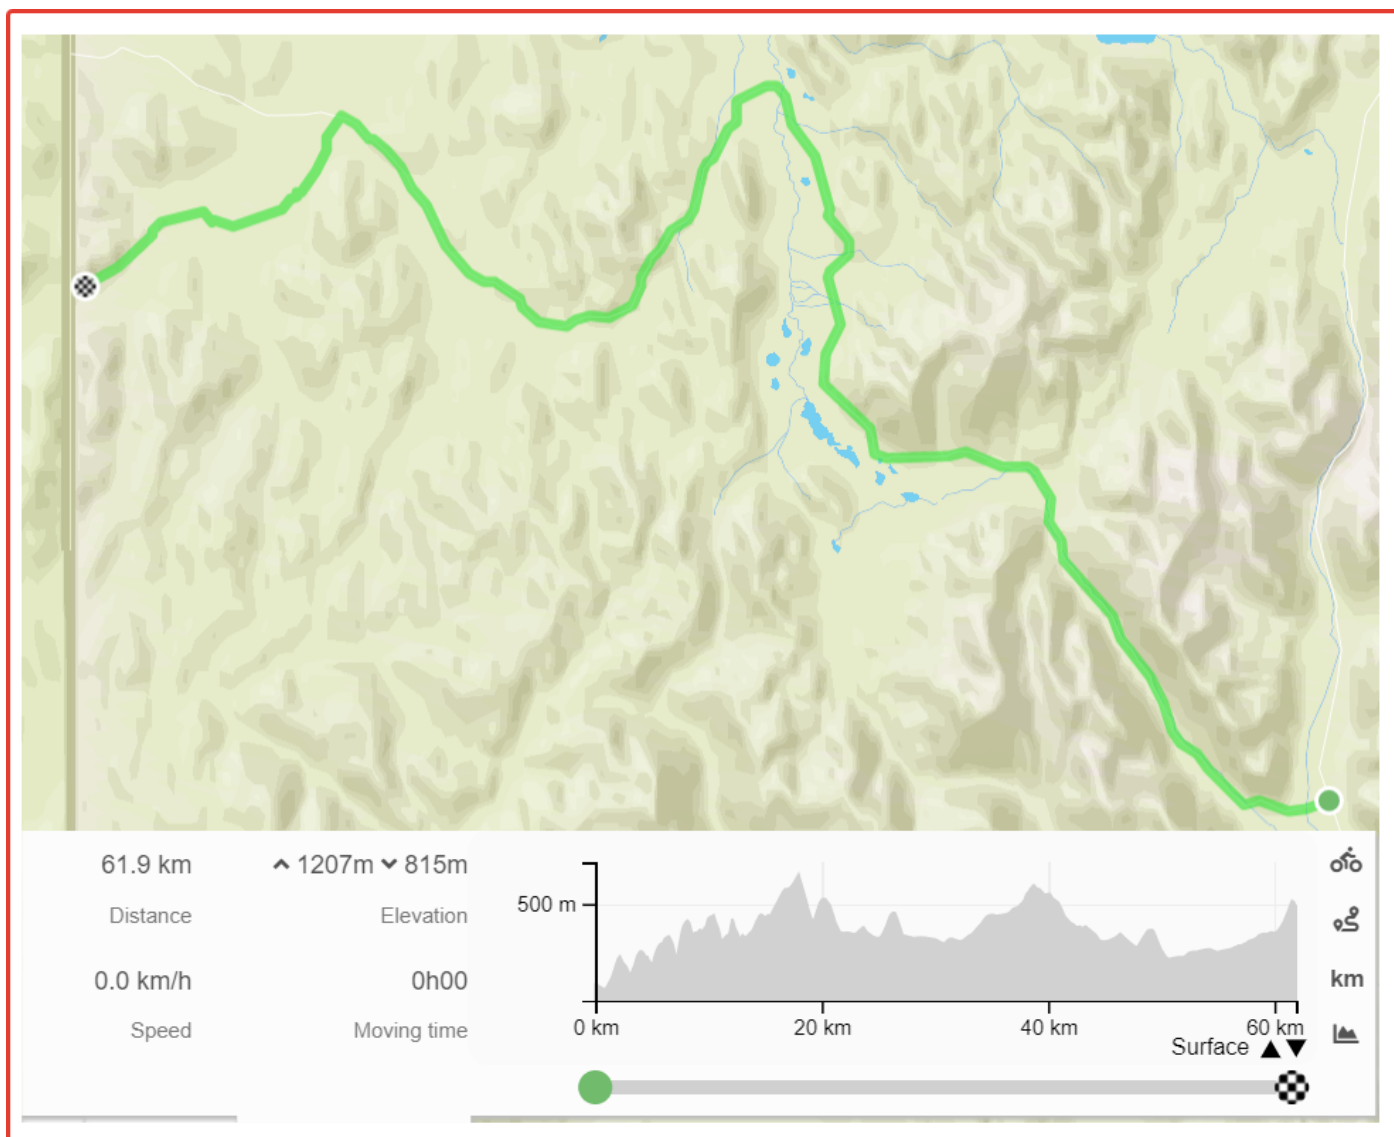 61.9 km
1207m 815m
Distance
Elevation
0.0 km/h
0h00
Speed
Moving time
500 m
0 km 20 km 40 km 60 km
Surface
km